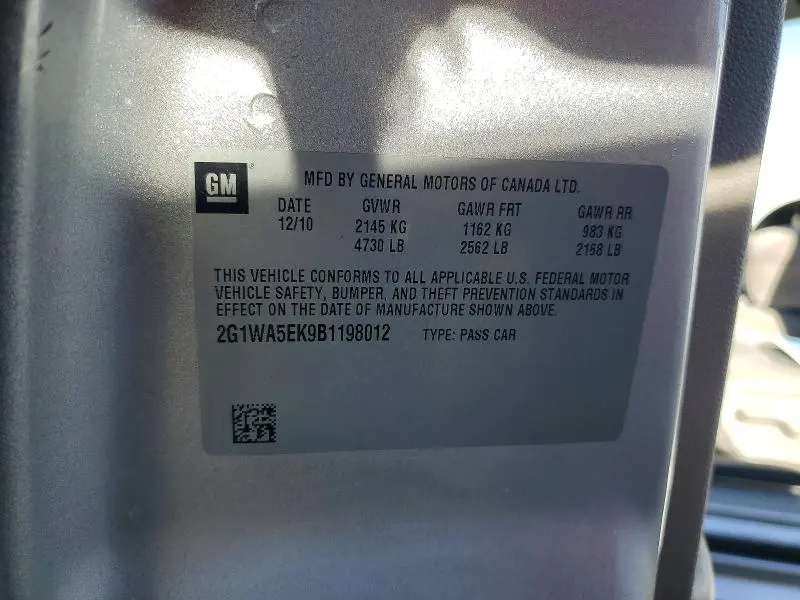 GM ® MFD BY GENERAL MOTORS OF CANADA LTD.
DATE GVWR GAWR FRT GAWR RR
12/10 2145 KG 1162 KG 983 KG
4730 LB 2562 LB 2168 LB
THIS VEHICLE CONFORMS TO ALL APPLICABLE U.S. FEDERAL MOTOR
VEHICLE SAFETY, BUMPER, AND THEFT PREVENTION STANDARDS IN
EFFECT ON THE DATE OF MANUFACTURE SHOWN ABOVE.
2G1WA5EK9B1198012 TYPE: PASS CAR